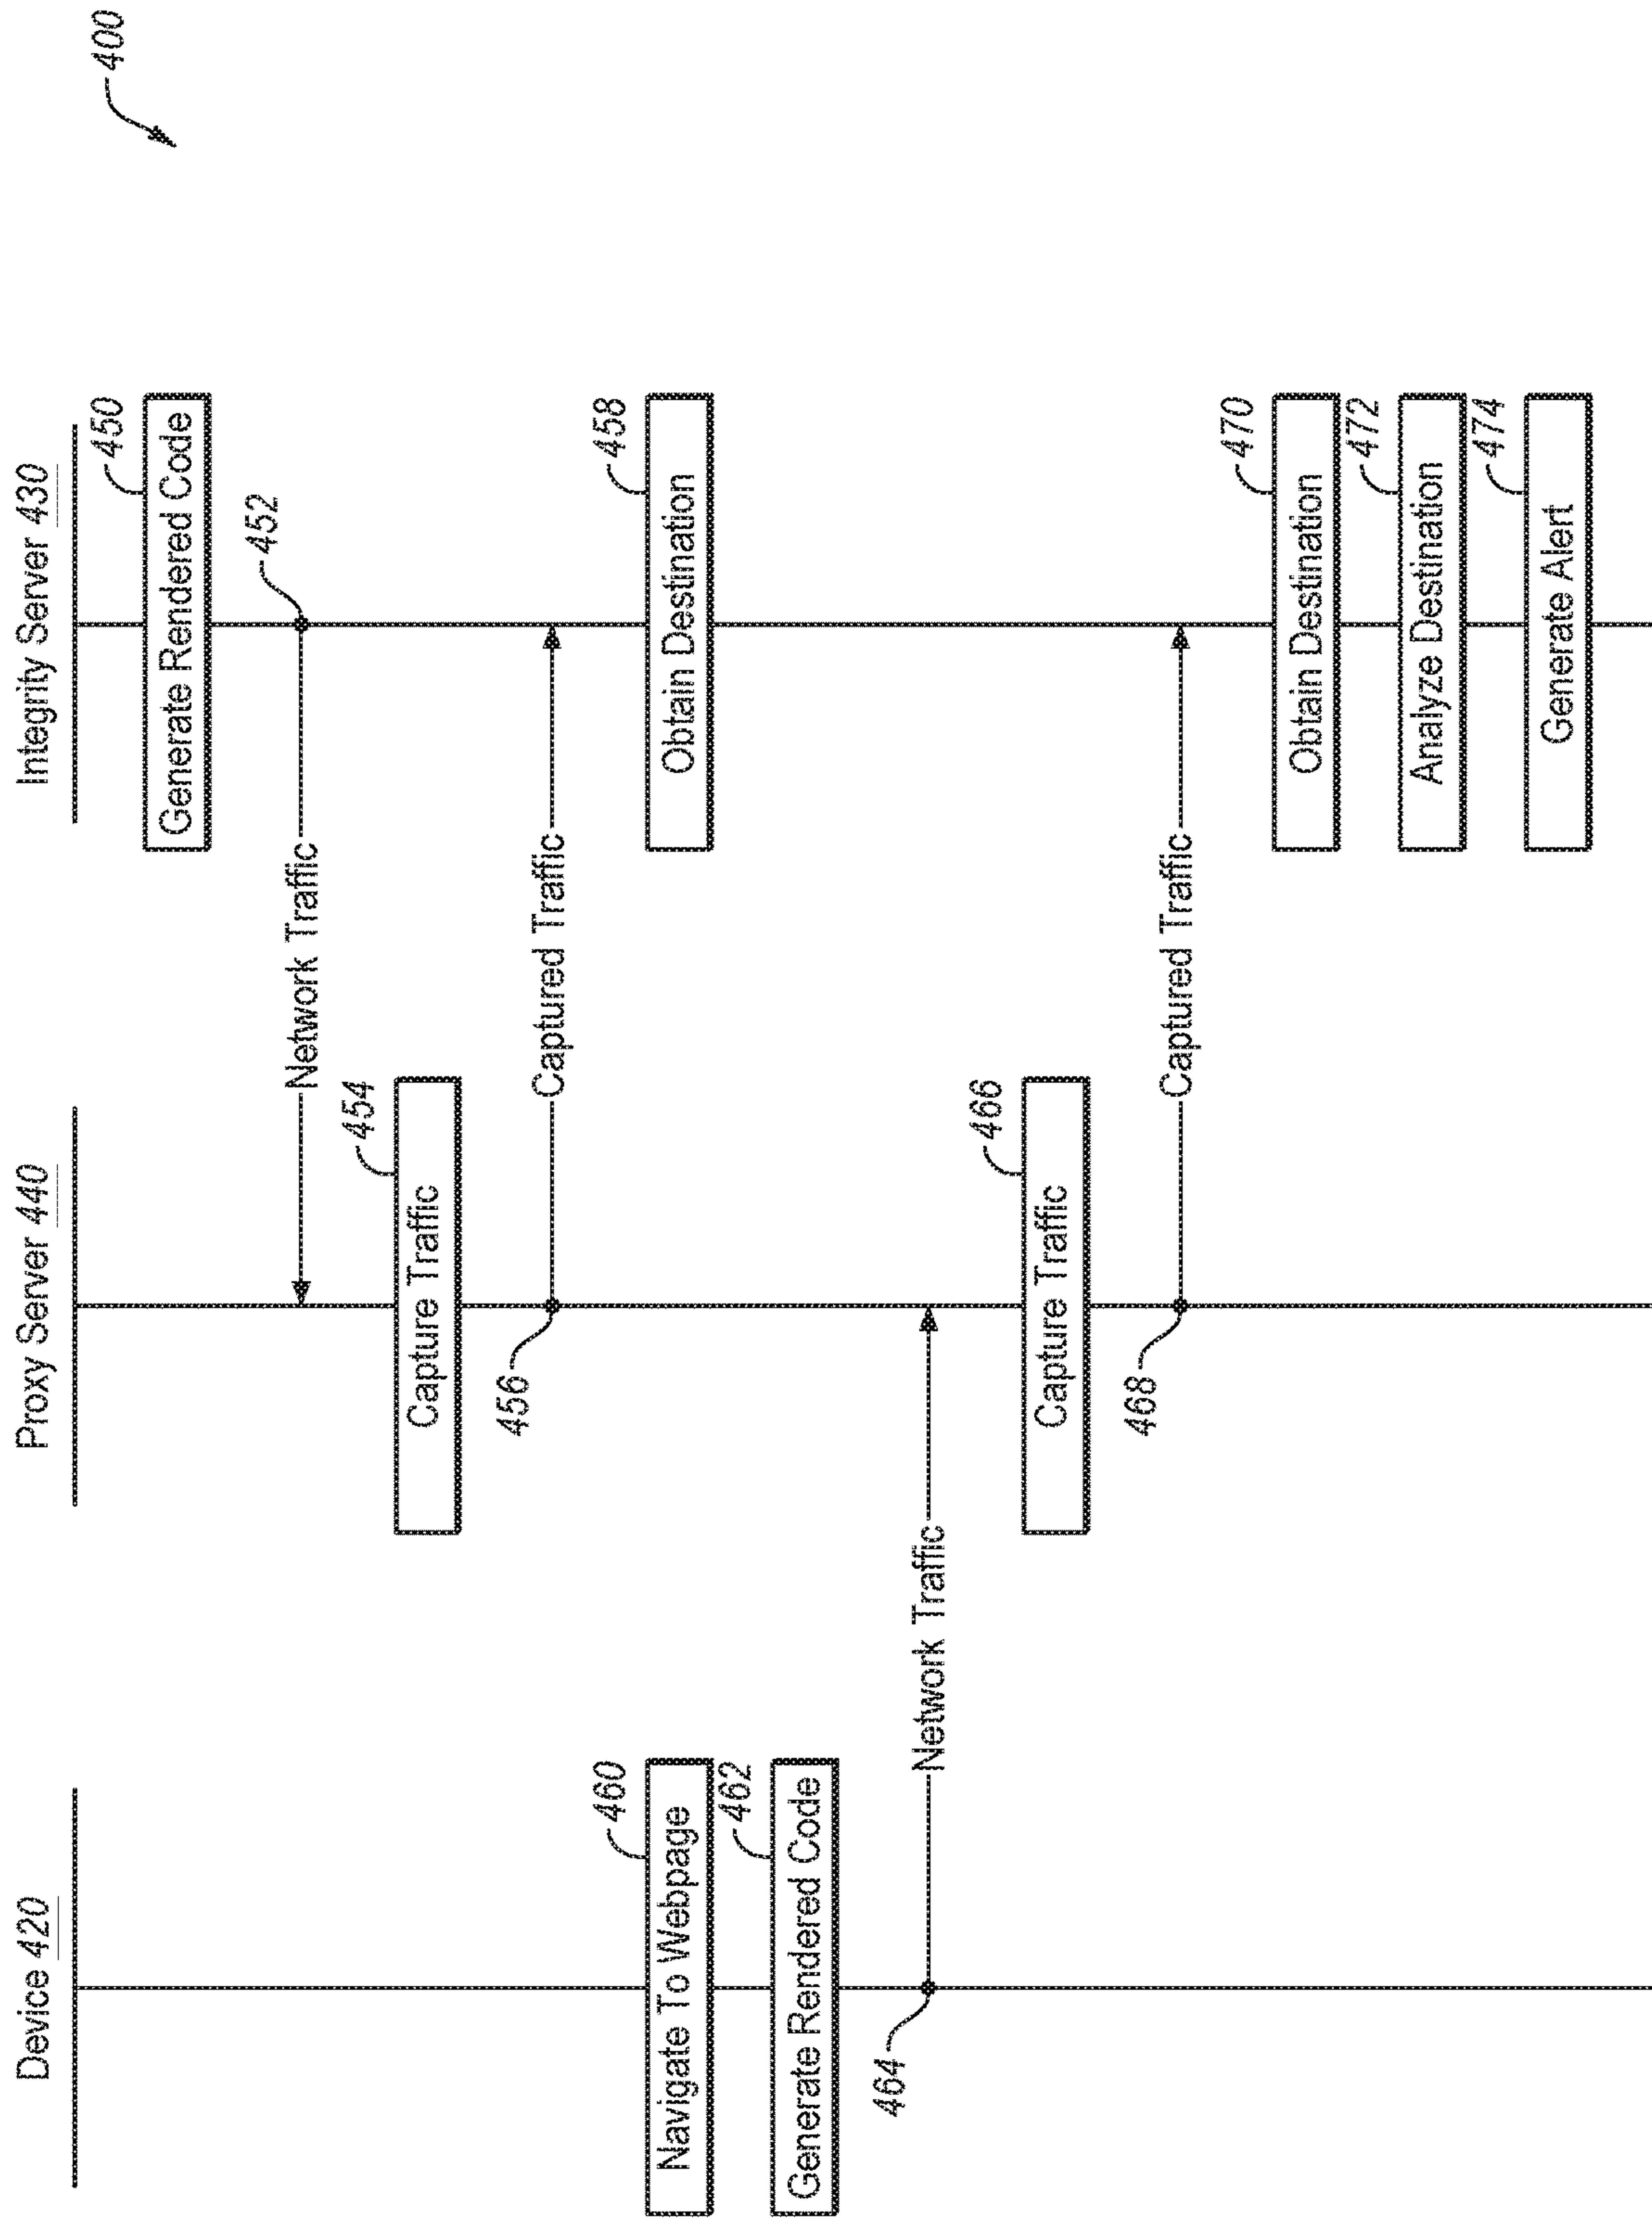 400
Device 420
Proxy Server 440
Integrity Server 430
Generate Rendered Code
450
452
Network Traffic
Capture Traffic
454
456
Captured Traffic
Navigate To Webpage
460
Obtain Destination
458
Generate Rendered Code
462
464
Network Traffic
Capture Traffic
466
468
Captured Traffic
Obtain Destination
470
Analyze Destination
472
Generate Alert
474